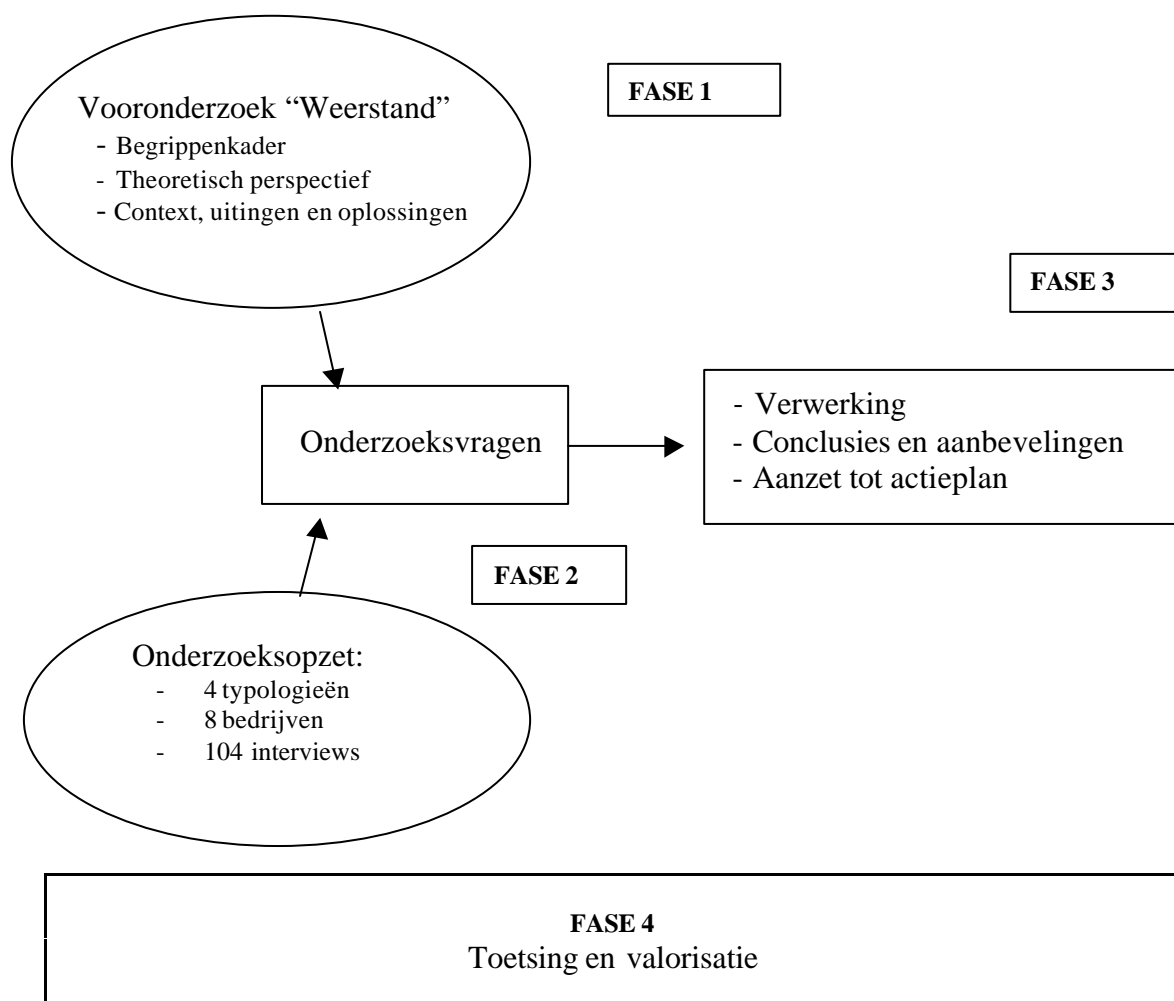 FASE 1
Vooronderzoek “Weerstand”
- Begrippenkader
- Theoretisch perspectief
- Context, uitingen en oplossingen
FASE 3
Onderzoeksvragen
- Verwerking
- Conclusies en aanbevelingen
- Aanzet tot actieplan
FASE 2
Onderzoeksopzet:
- 4 typologieën
- 8 bedrijven
- 104 interviews
FASE 4
Toetsing en valorisatie